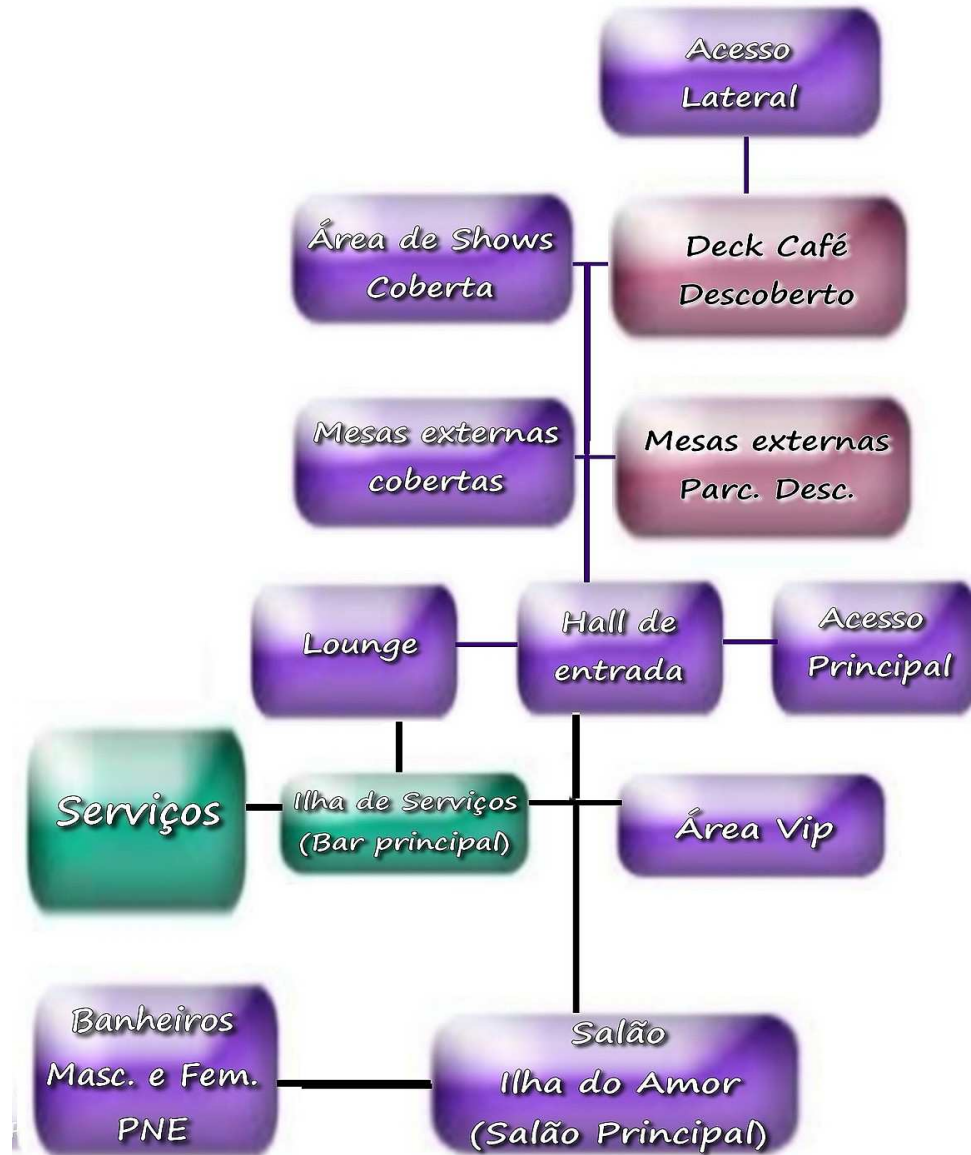 Acesso
Lateral
Área de Shows
Coberta
Deck Café
Descoberto
Mesas externas
cobertas
Mesas externas
Parc. Desc.
Lounge
Hall de
entrada
Acesso
Principal
Serviços
Ilha de Serviços
(Bar principal)
Área Vip
Banheiros
Masc. e Fem.
PNE
Salão
Ilha do Amor
(Salão Principal)